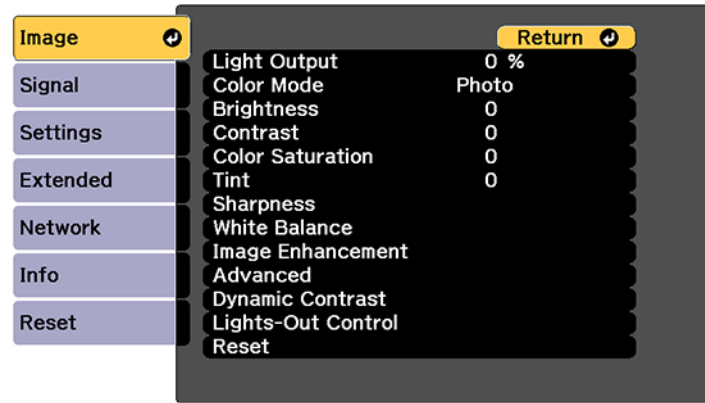 Image
Signal
Settings
Extended
Network
Info
Reset
Return
Light Output 0 %
Color Mode Photo
Brightness 0
Contrast 0
Color Saturation 0
Tint 0
Sharpness
White Balance
Image Enhancement
Advanced
Dynamic Contrast
Lights-Out Control
Reset